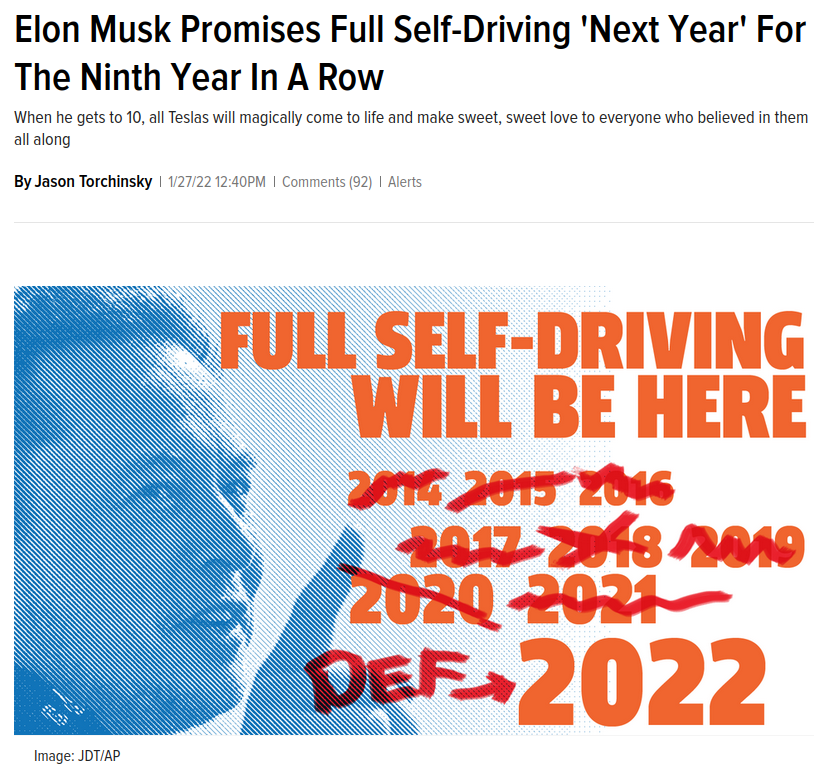 Elon Musk Promises Full Self-Driving 'Next Year' For
The Ninth Year In A Row
When he gets to 10, all Teslas will magically come to life and make sweet, sweet love to everyone who believed in them
all along
By Jason Torchinsky | 1/27/22 12:40PM | Comments (92) | Alerts
FULL SELF-DRIVING
WILL BE HERE
2014 2015 2016
2017 2018 2019
2020 2021
DEF→ 2022
Image: JDT/AP